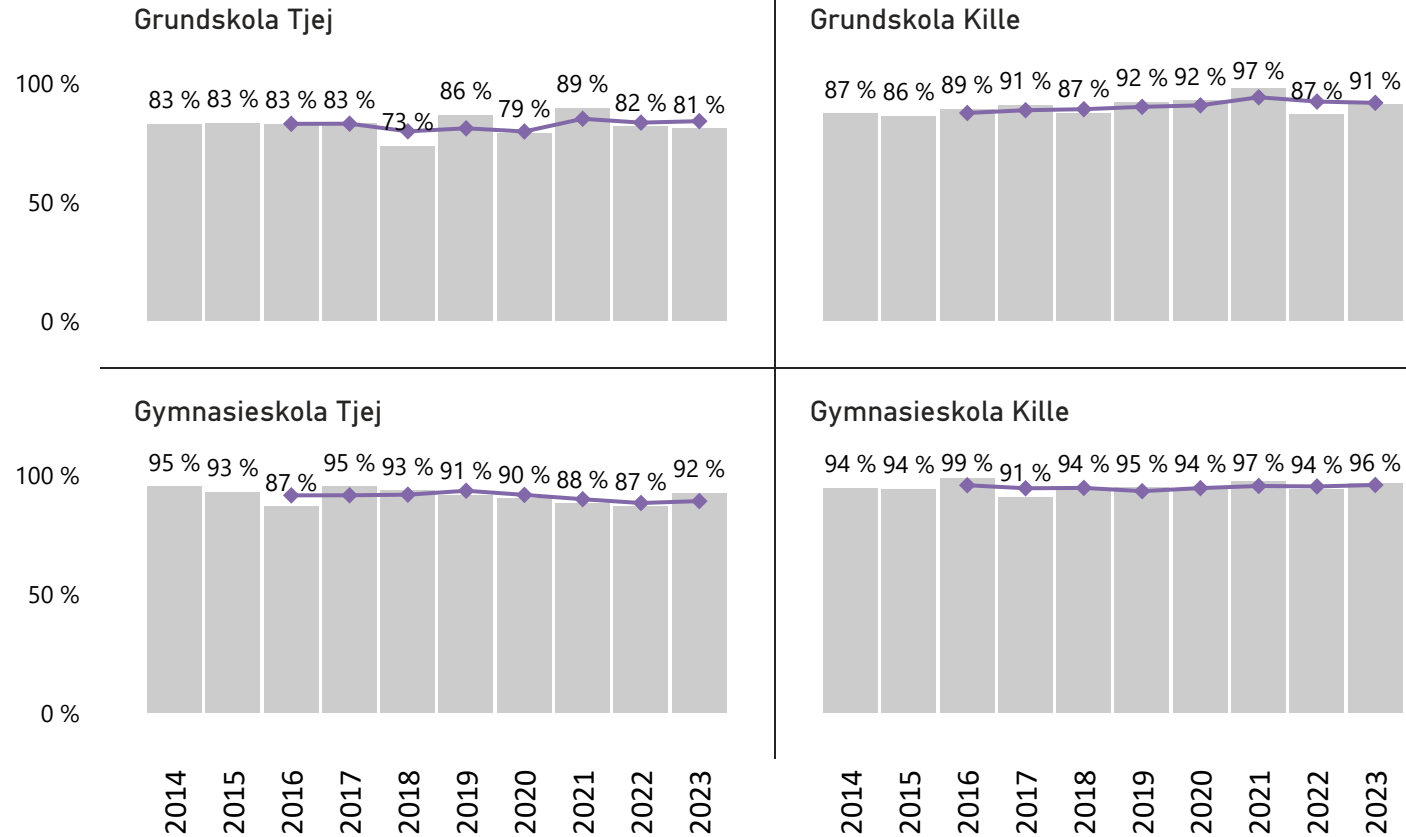 Grundskola Tjej
100 %
50 %
0 %
83 % 83 % 83 % 83 % 73 % 86 % 79 % 89 % 82 % 81 %
Grundskola Kille
87 % 86 % 89 % 91 % 87 % 92 % 92 % 97 % 87 % 91 %
Gymnasieskola Tjej
100 %
50 %
0 %
95 % 93 % 87 % 95 % 93 % 91 % 90 % 88 % 87 % 92 %
2014 2015 2016 2017 2018 2019 2020 2021 2022 2023
Gymnasieskola Kille
94 % 94 % 99 % 91 % 94 % 95 % 94 % 97 % 94 % 96 %
2014 2015 2016 2017 2018 2019 2020 2021 2022 2023